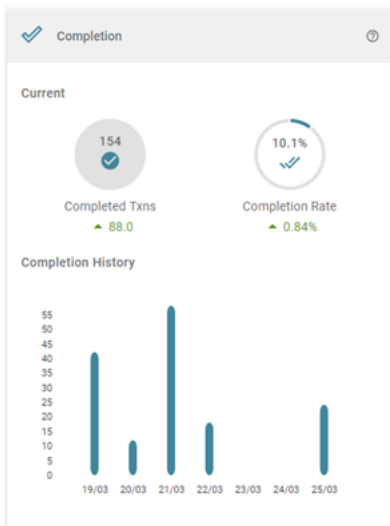 Completion
Current
154
10.1%
Completed Txns
Completion Rate
88.0
0.84%
Completion History
55
50
45
40
35
30
25
20
15
10
5
0
19/03 20/03 21/03 22/03 23/03 24/03 25/03